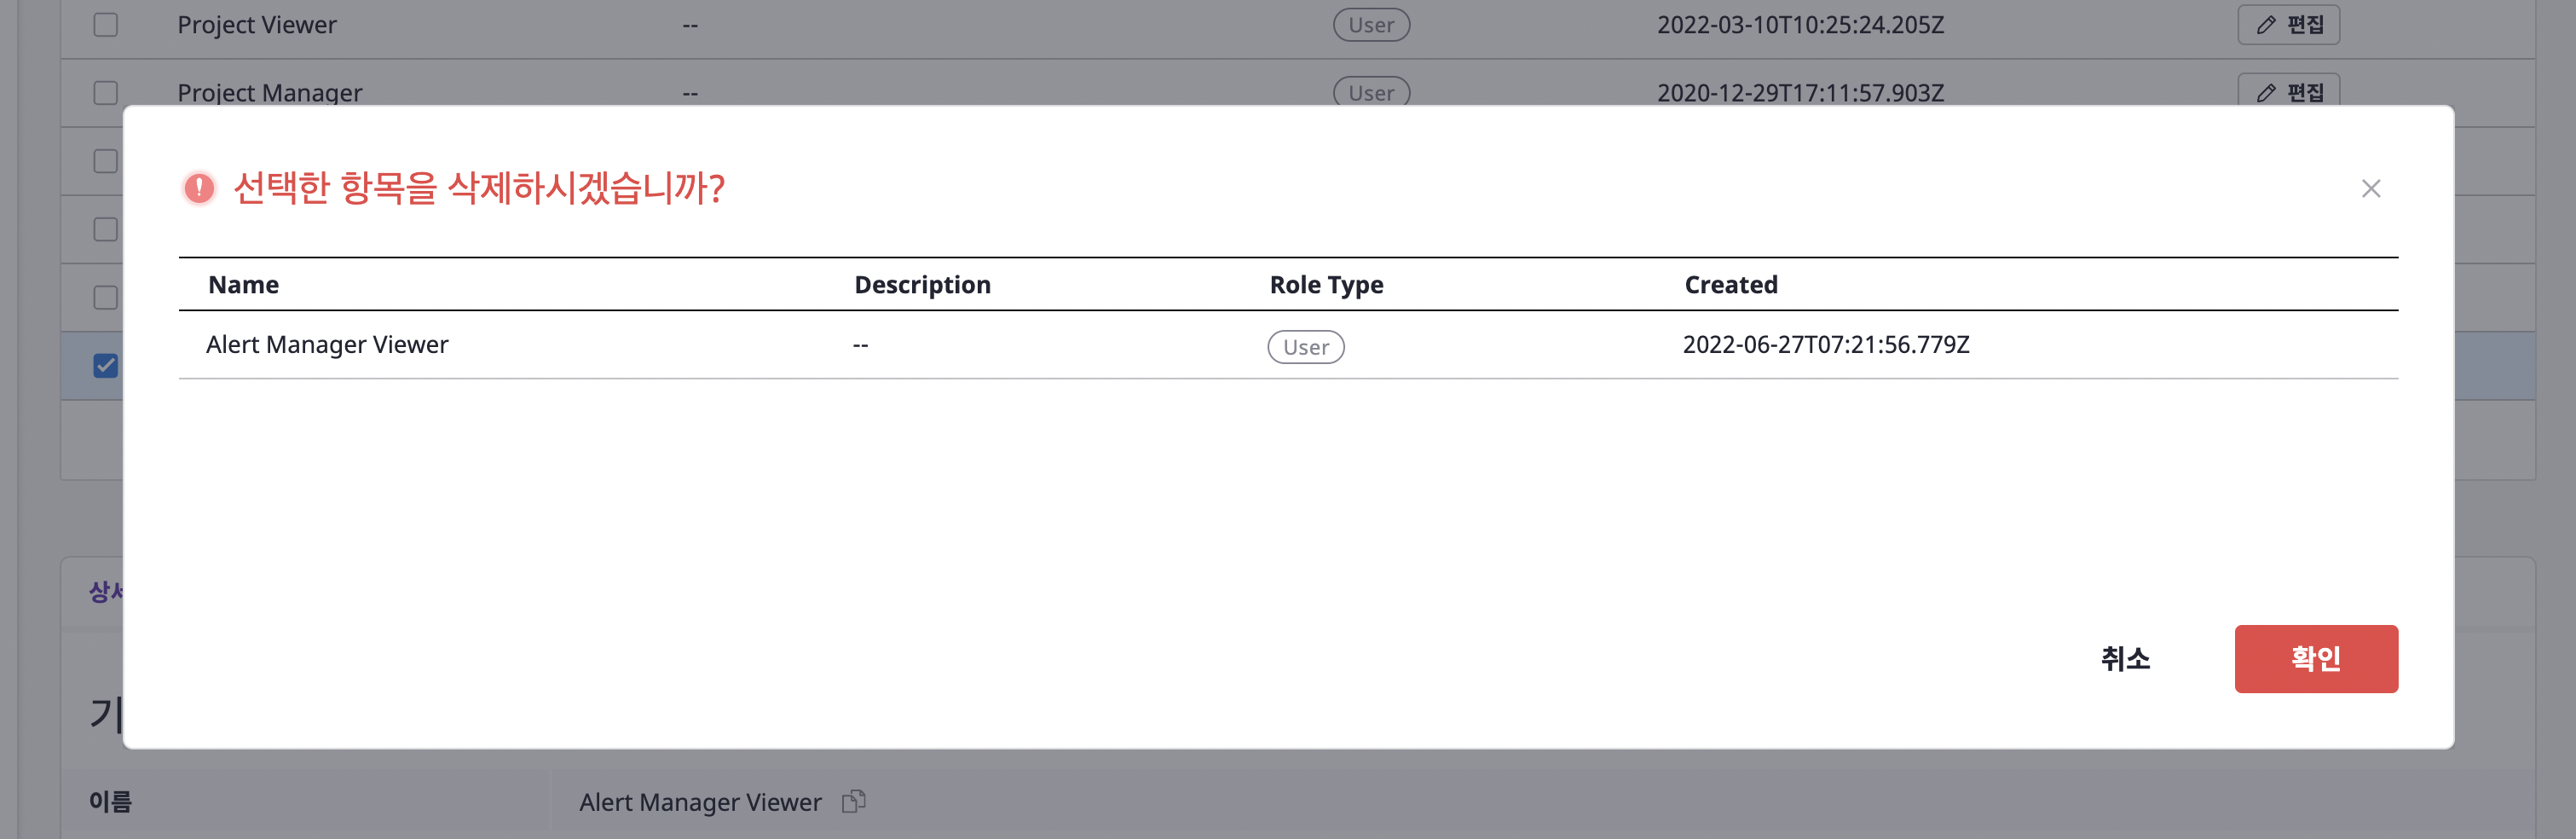 Project Viewer -- User 2022-03-10T10:25:24.205Z 편집
Project Manager -- User 2020-12-29T17:11:57.903Z 편집
선택한 항목을 삭제하시겠습니까?
Name Description Role Type Created
Alert Manager Viewer -- User 2022-06-27T07:21:56.779Z
취소 확인
이름 Alert Manager Viewer